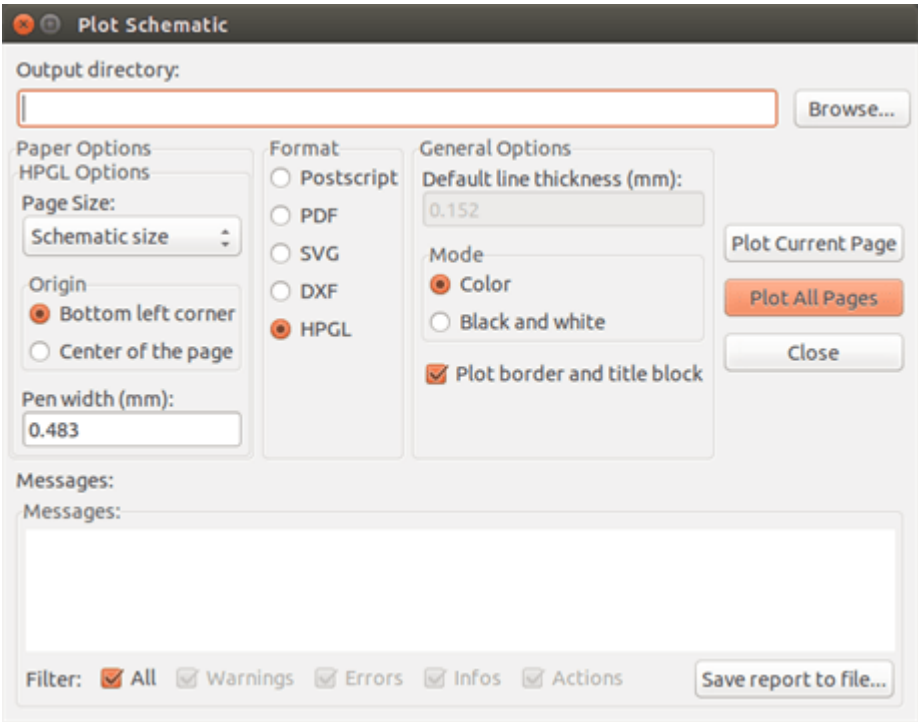 Plot Schematic
Output directory:
Browse...
Paper Options
HPGL Options
Page Size:
Schematic size
Origin
Bottom left corner
Center of the page
Pen width (mm):
0.483
Format
Postscript
PDF
SVG
DXF
HPGL
General Options
Default line thickness (mm):
0.152
Mode
Color
Black and white
Plot border and title block
Plot Current Page
Plot All Pages
Close
Messages:
Messages:
Filter: All Warnings Errors Infos Actions
Save report to file...